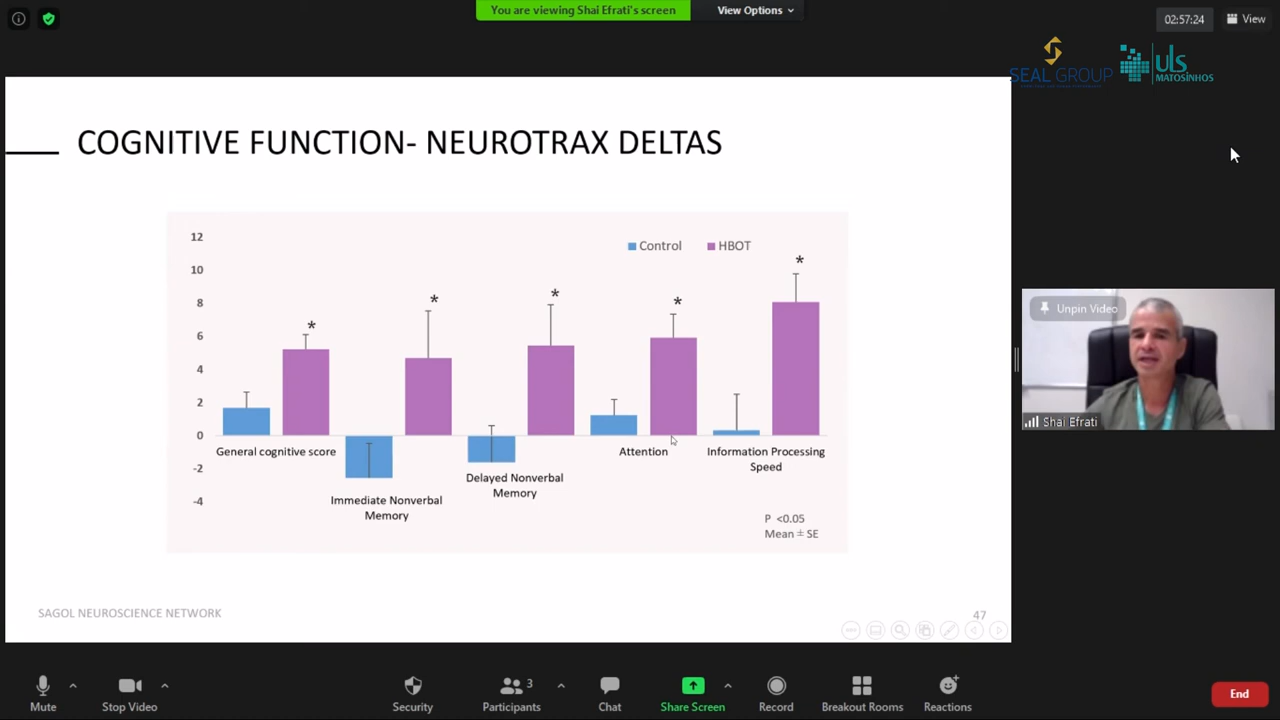 You are viewing Shai Efrati's screen
View Options
02:57:24
View
SEAL GROUP
uls
MATOSINHOS
COGNITIVE FUNCTION- NEUROTRAX DELTAS
12
10
8
6
4
2
0
-2
-4
Control
HBOT
*
*
*
*
*
General cognitive score
Immediate Nonverbal
Memory
Delayed Nonverbal
Memory
Attention
Information Processing
Speed
P <0.05
Mean ± SE
SAGOL NEUROSCIENCE NETWORK
47
Unpin Video
Shai Efrati
Mute
Stop Video
Security
Participants
3
Chat
Share Screen
Record
Breakout Rooms
Reactions
End